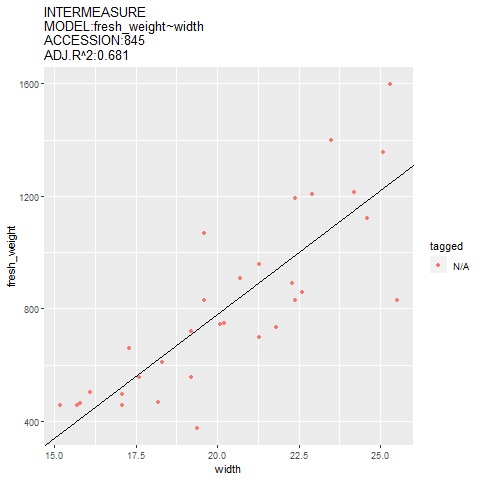 INTERMEASURE
MODEL:fresh_weight~width
ACCESSION:845
ADJ.R^2:0.681
1600
1200
800
400
fresh_weight
15.0 17.5 20.0 22.5 25.0
width
tagged
N/A